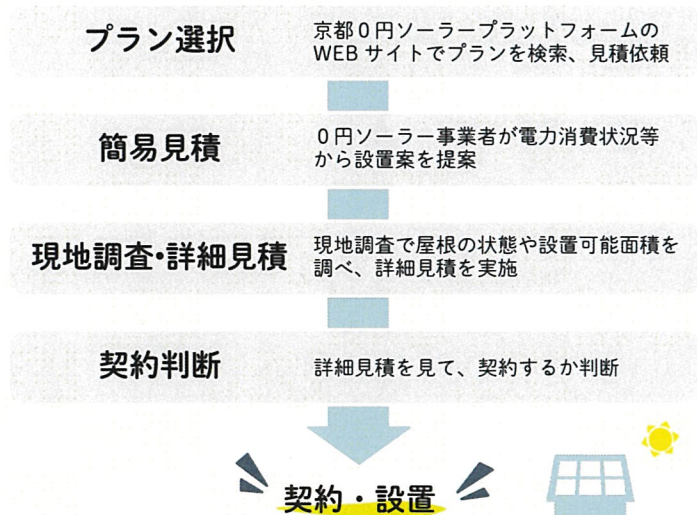 プラン選択
京都0円ソーラープラットフォームの
WEBサイトでプランを検索、見積依頼
簡易見積
0円ソーラー事業者が電力消費状況等
から設置案を提案
現地調査・詳細見積
現地調査で屋根の状態や設置可能面積を
調べ、詳細見積を実施
契約判断
詳細見積を見て、契約するか判断
契約・設置